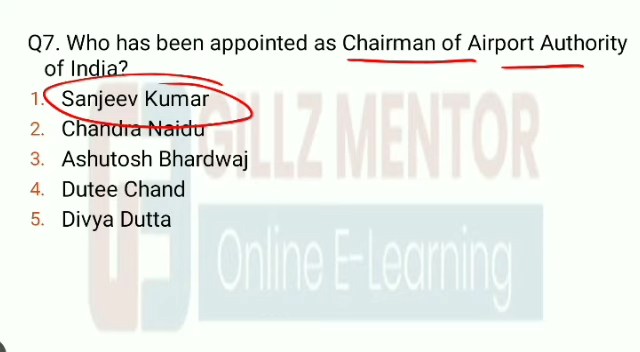 Q7. Who has been appointed as Chairman of Airport Authority
of India?
1. Sanjeev Kumar
2. Chandra Naidu
3. Ashutosh Bhardwaj
4. Dutee Chand
5. Divya Dutta
GILLZ MENTOR
Online E-Learning